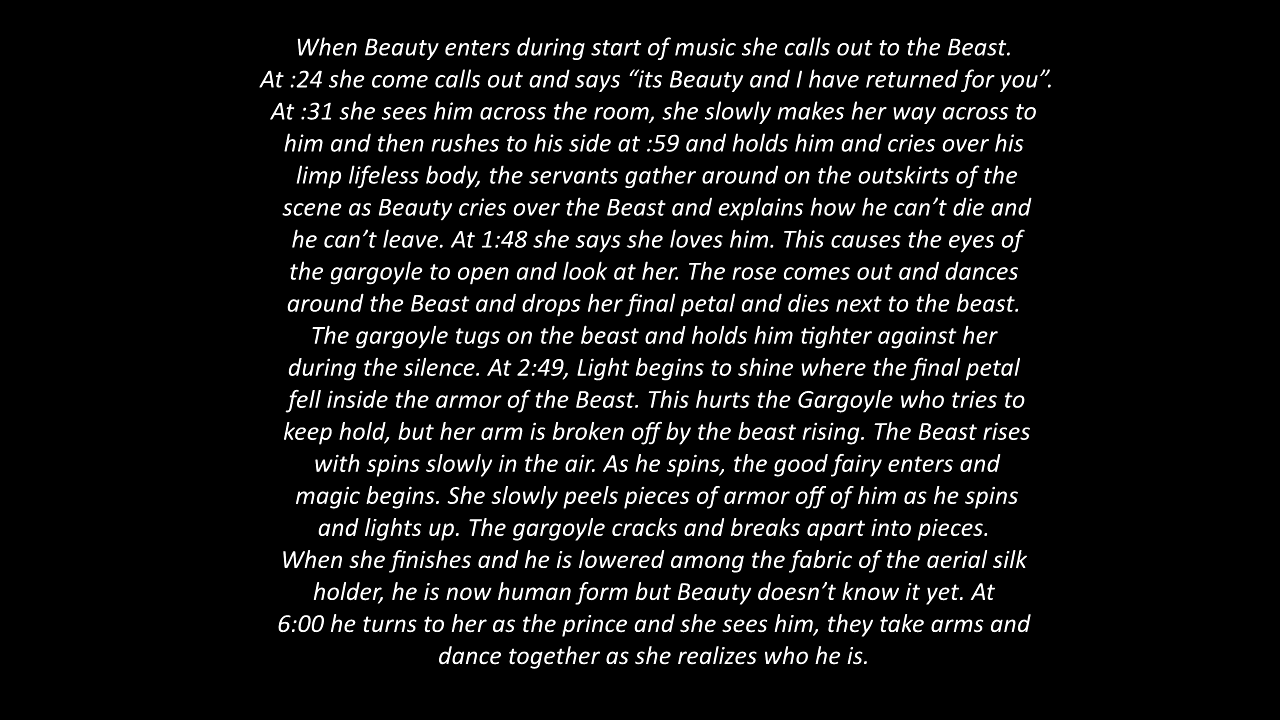 When Beauty enters during start of music she calls out to the Beast.
At :24 she come calls out and says “its Beauty and I have returned for you”.
At :31 she sees him across the room, she slowly makes her way across to
him and then rushes to his side at :59 and holds him and cries over his
limp lifeless body, the servants gather around on the outskirts of the
scene as Beauty cries over the Beast and explains how he can’t die and
he can’t leave. At 1:48 she says she loves him. This causes the eyes of
the gargoyle to open and look at her. The rose comes out and dances
around the Beast and drops her final petal and dies next to the beast.
The gargoyle tugs on the beast and holds him tighter against her
during the silence. At 2:49, Light begins to shine where the final petal
fell inside the armor of the Beast. This hurts the Gargoyle who tries to
keep hold, but her arm is broken off by the beast rising. The Beast rises
with spins slowly in the air. As he spins, the good fairy enters and
magic begins. She slowly peels pieces of armor off of him as he spins
and lights up. The gargoyle cracks and breaks apart into pieces.
When she finishes and he is lowered among the fabric of the aerial silk
holder, he is now human form but Beauty doesn’t know it yet. At
6:00 he turns to her as the prince and she sees him, they take arms and
dance together as she realizes who he is.